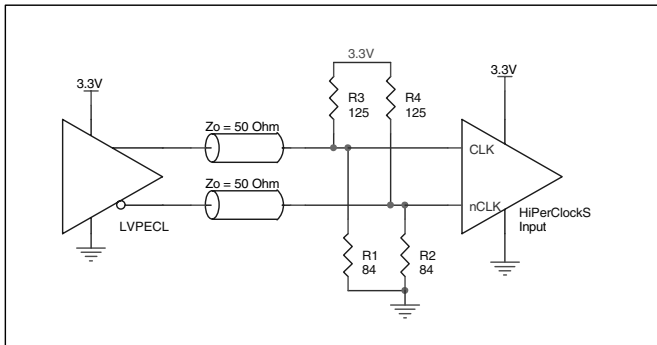 3.3V
3.3V
3.3V
R3
125
R4
125
Zo = 50 Ohm
CLK
Zo = 50 Ohm
nCLK
HiPerClockS
Input
LVPECL
R1
84
R2
84